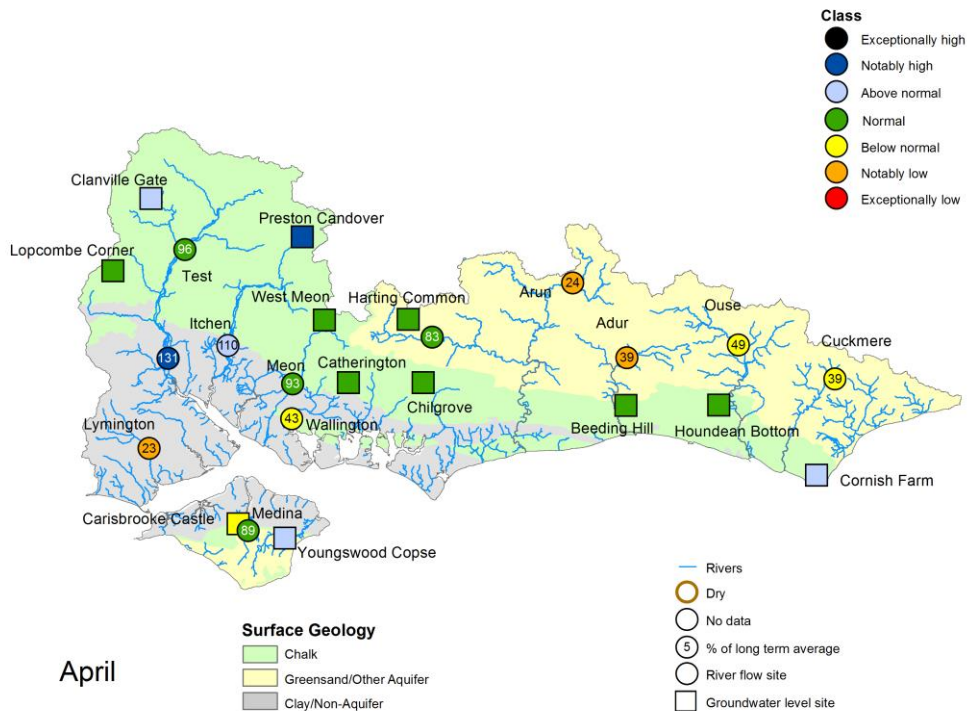 Class
Exceptionally high
Notably high
Above normal
Normal
Below normal
Notably low
Exceptionally low
Clanville Gate
Preston Candover
Lopcombe Corner
96
Test
West Meon
Harting Common
Arun
24
Ouse
Itchen
110
83
Adur
49
Cuckmere
131
Meon
93
Catherington
39
39
Chilgrove
Lymington
43
Wallington
Beeding Hill
Houndean Bottom
23
Cornish Farm
Carisbrooke Castle
Medina
89
Youngswood Copse
Rivers
Dry
No data
5
% of long term average
River flow site
Groundwater level site
Surface Geology
Chalk
Greensand/Other Aquifer
Clay/Non-Aquifer
April